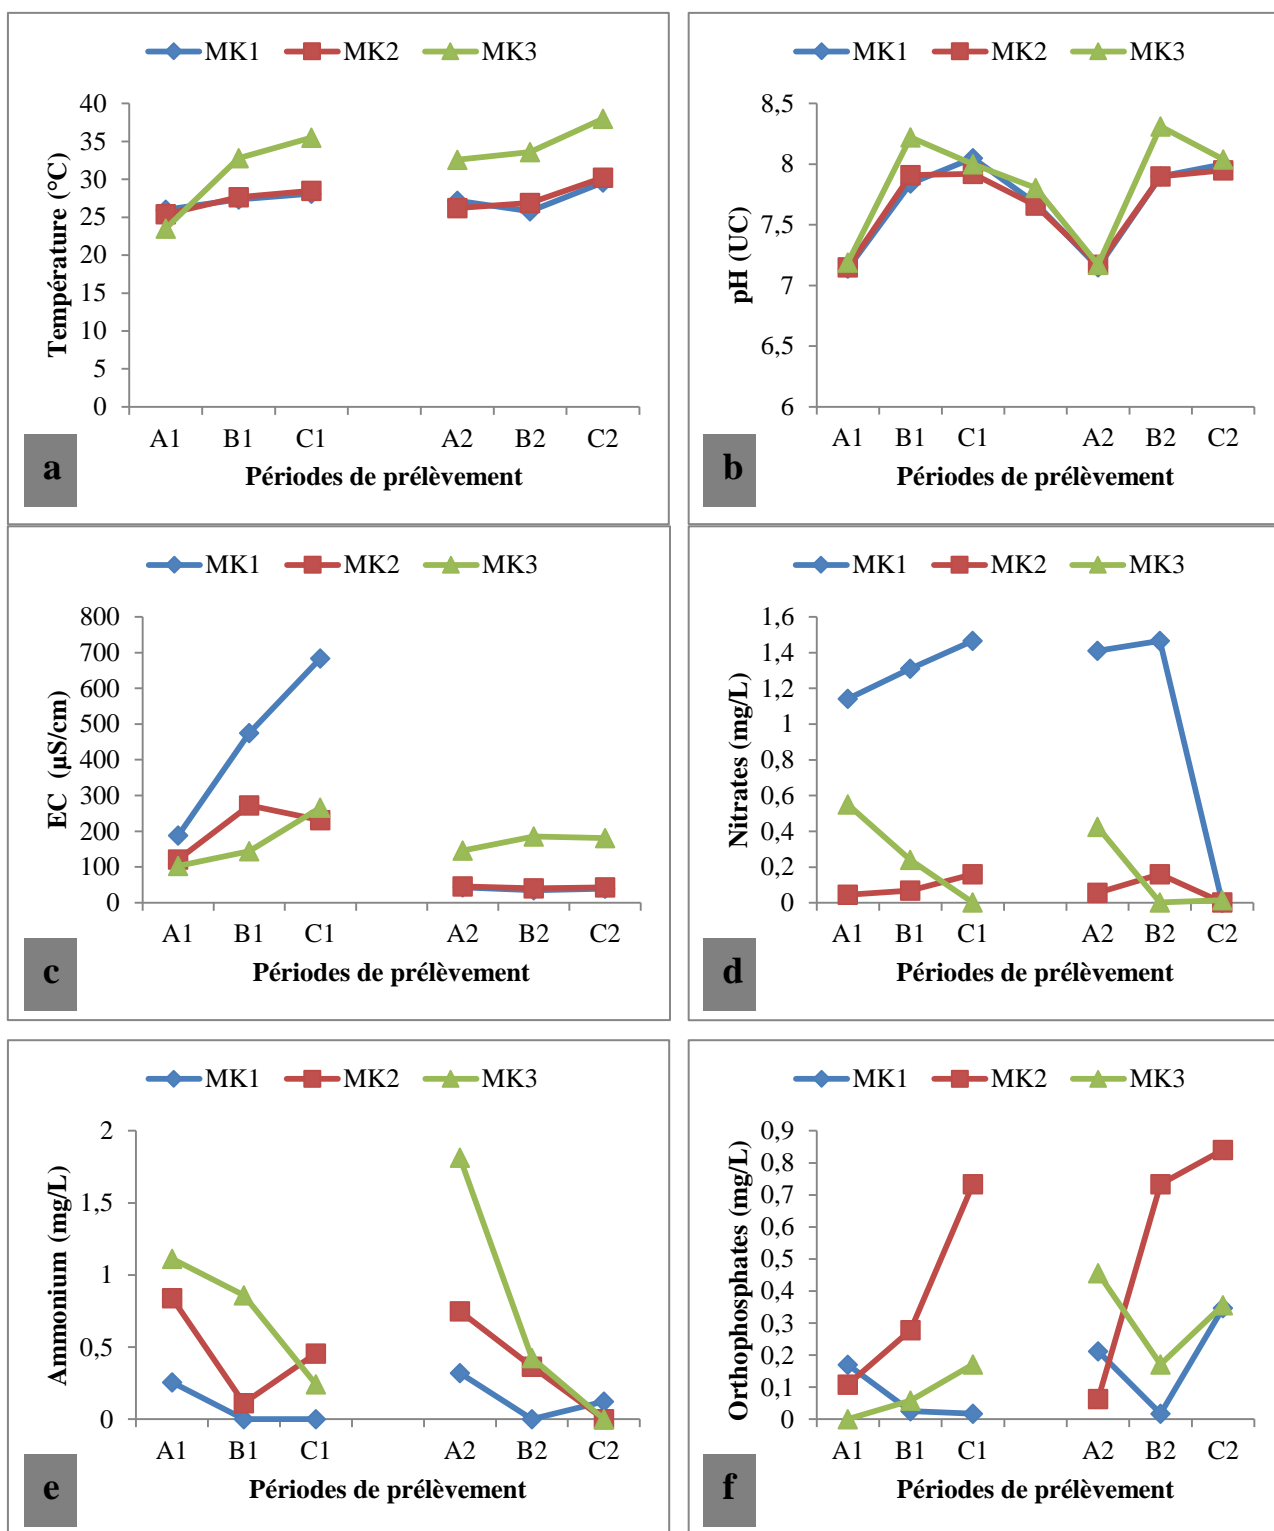 MK1 MK2 MK3
Température (°C)
40
35
30
25
20
15
10
5
0
A1 B1 C1 A2 B2 C2
Périodes de prélèvement
a
MK1 MK2 MK3
pH (UC)
8,5
8
7,5
7
6,5
6
A1 B1 C1 A2 B2 C2
Périodes de prélèvement
b
MK1 MK2 MK3
EC (µS/cm)
800
700
600
500
400
300
200
100
0
A1 B1 C1 A2 B2 C2
Périodes de prélèvement
c
MK1 MK2 MK3
Nitrates (mg/L)
1,6
1,4
1,2
1
0,8
0,6
0,4
0,2
0
A1 B1 C1 A2 B2 C2
Périodes de prélèvement
d
MK1 MK2 MK3
Ammonium (mg/L)
2
1,5
1
0,5
0
A1 B1 C1 A2 B2 C2
Périodes de prélèvement
e
MK1 MK2 MK3
Orthophosphates (mg/L)
0,9
0,8
0,7
0,6
0,5
0,4
0,3
0,2
0,1
0
A1 B1 C1 A2 B2 C2
Périodes de prélèvement
f